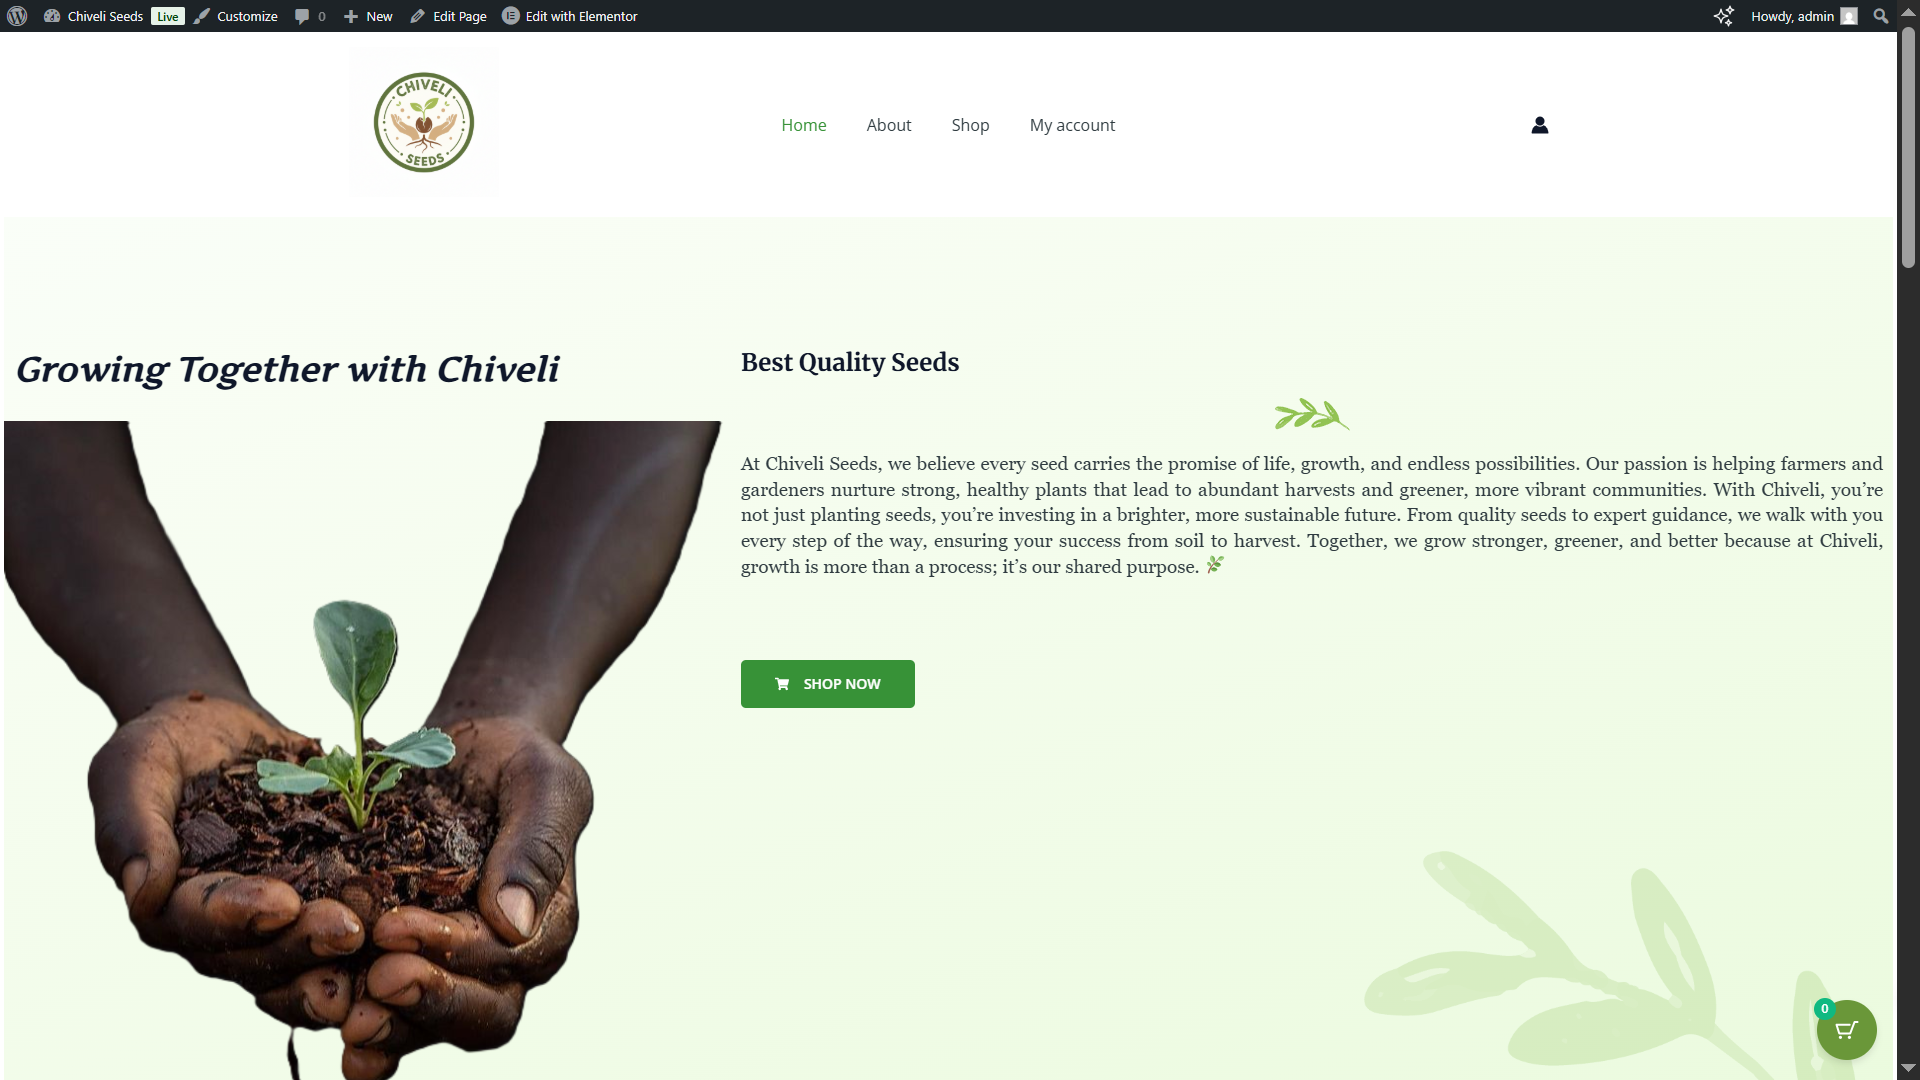 Chiveli Seeds Live Customize 0 New Edit Page Edit with Elementor Howdy, admin
CHIVELI
SEEDS
Home About Shop My account
Growing Together with Chiveli
Best Quality Seeds
At Chiveli Seeds, we believe every seed carries the promise of life, growth, and endless possibilities. Our passion is helping farmers and
gardeners nurture strong, healthy plants that lead to abundant harvests and greener, more vibrant communities. With Chiveli, you’re
not just planting seeds, you’re investing in a brighter, more sustainable future. From quality seeds to expert guidance, we walk with you
every step of the way, ensuring your success from soil to harvest. Together, we grow stronger, greener, and better because at Chiveli,
growth is more than a process; it’s our shared purpose. 🌿
SHOP NOW
0